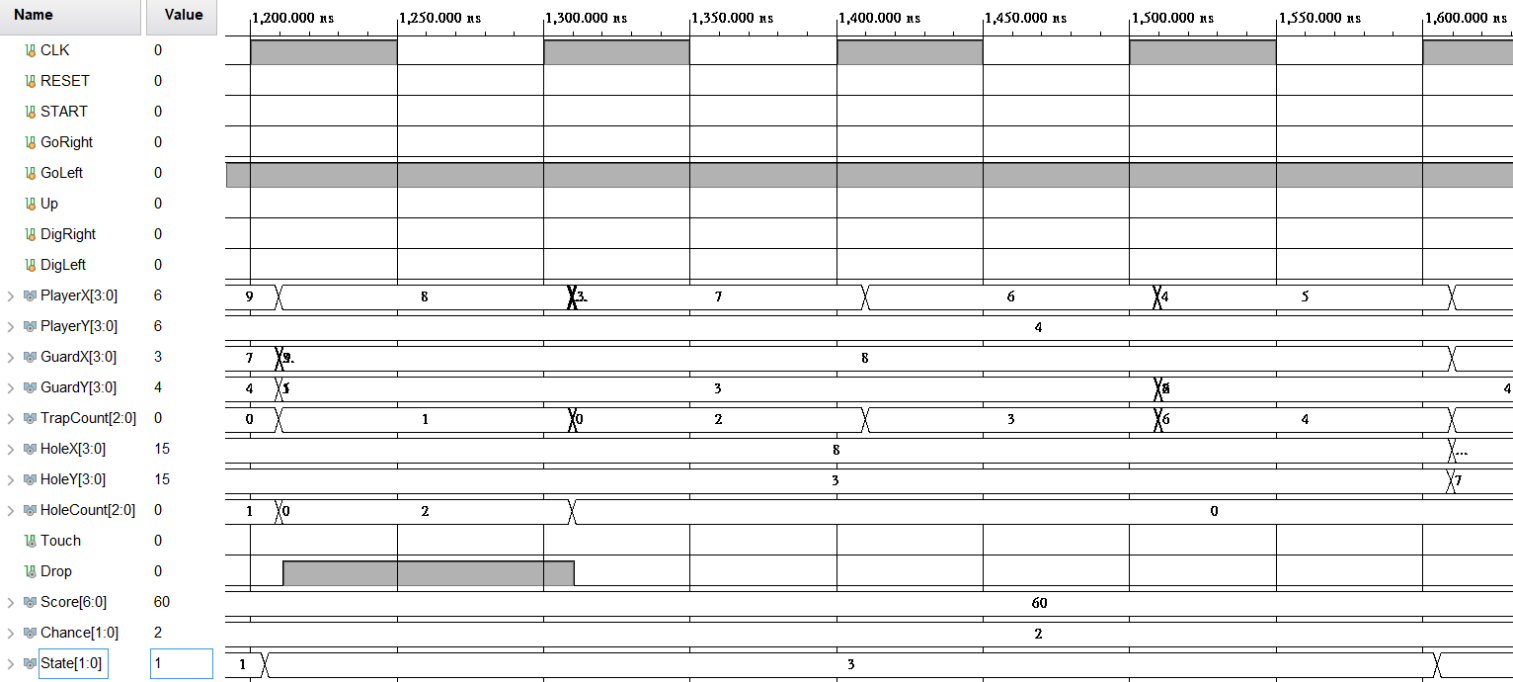 Name Value 1,200.000 ns 1,250.000 ns 1,300.000 ns 1,350.000 ns 1,400.000 ns 1,450.000 ns 1,500.000 ns 1,550.000 ns 1,600.000 ns
CLK 0
RESET 0
START 0
GoRight 0
GoLeft 0
Up 0
DigRight 0
DigLeft 0
PlayerX[3:0] 6 9 8 3. 7 6 4 5
PlayerY[3:0] 6 4
GuardX[3:0] 3 7 8
GuardY[3:0] 4 4 3 4
TrapCount[2:0] 0 0 1 0 2 3 6 4
HoleX[3:0] 15 8 ...
HoleY[3:0] 15 3 7
HoleCount[2:0] 0 1 0 2 0
Touch 0
Drop 0
Score[6:0] 60 60
Chance[1:0] 2 2
State[1:0] 1 1 3